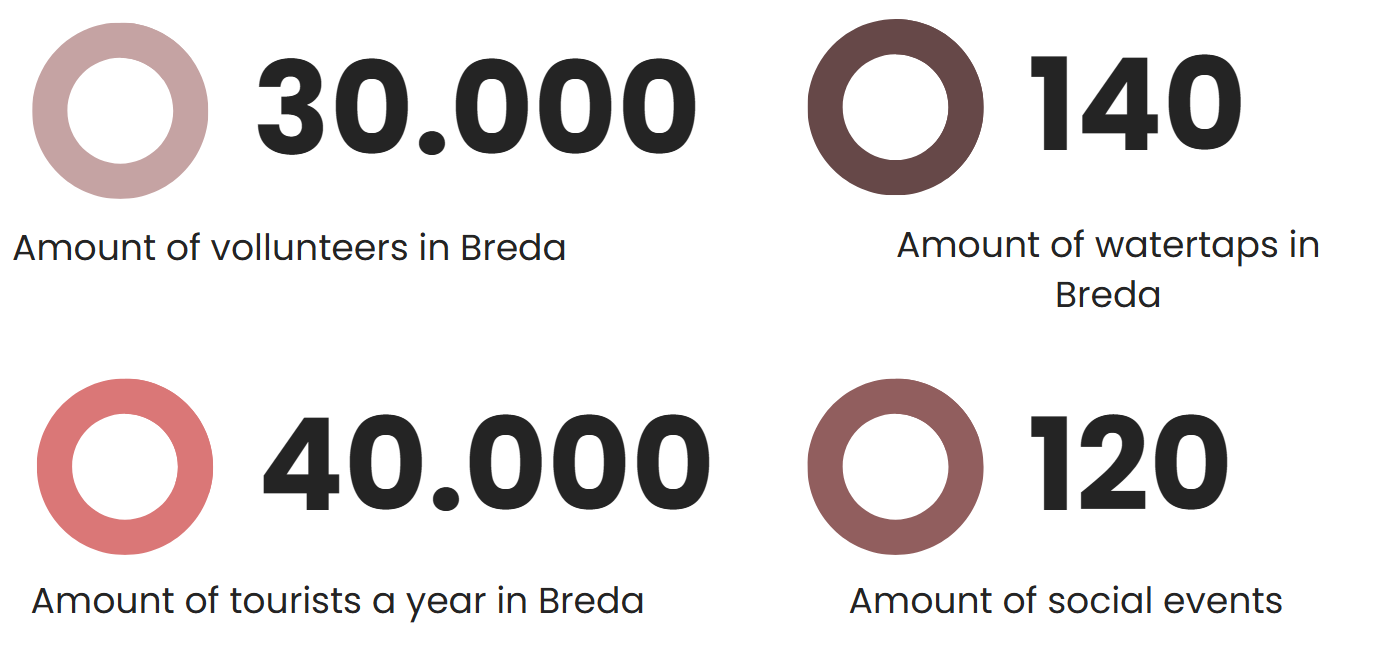 30.000
Amount of vollunteers in Breda
140
Amount of watertaps in
Breda
40.000
Amount of tourists a year in Breda
120
Amount of social events